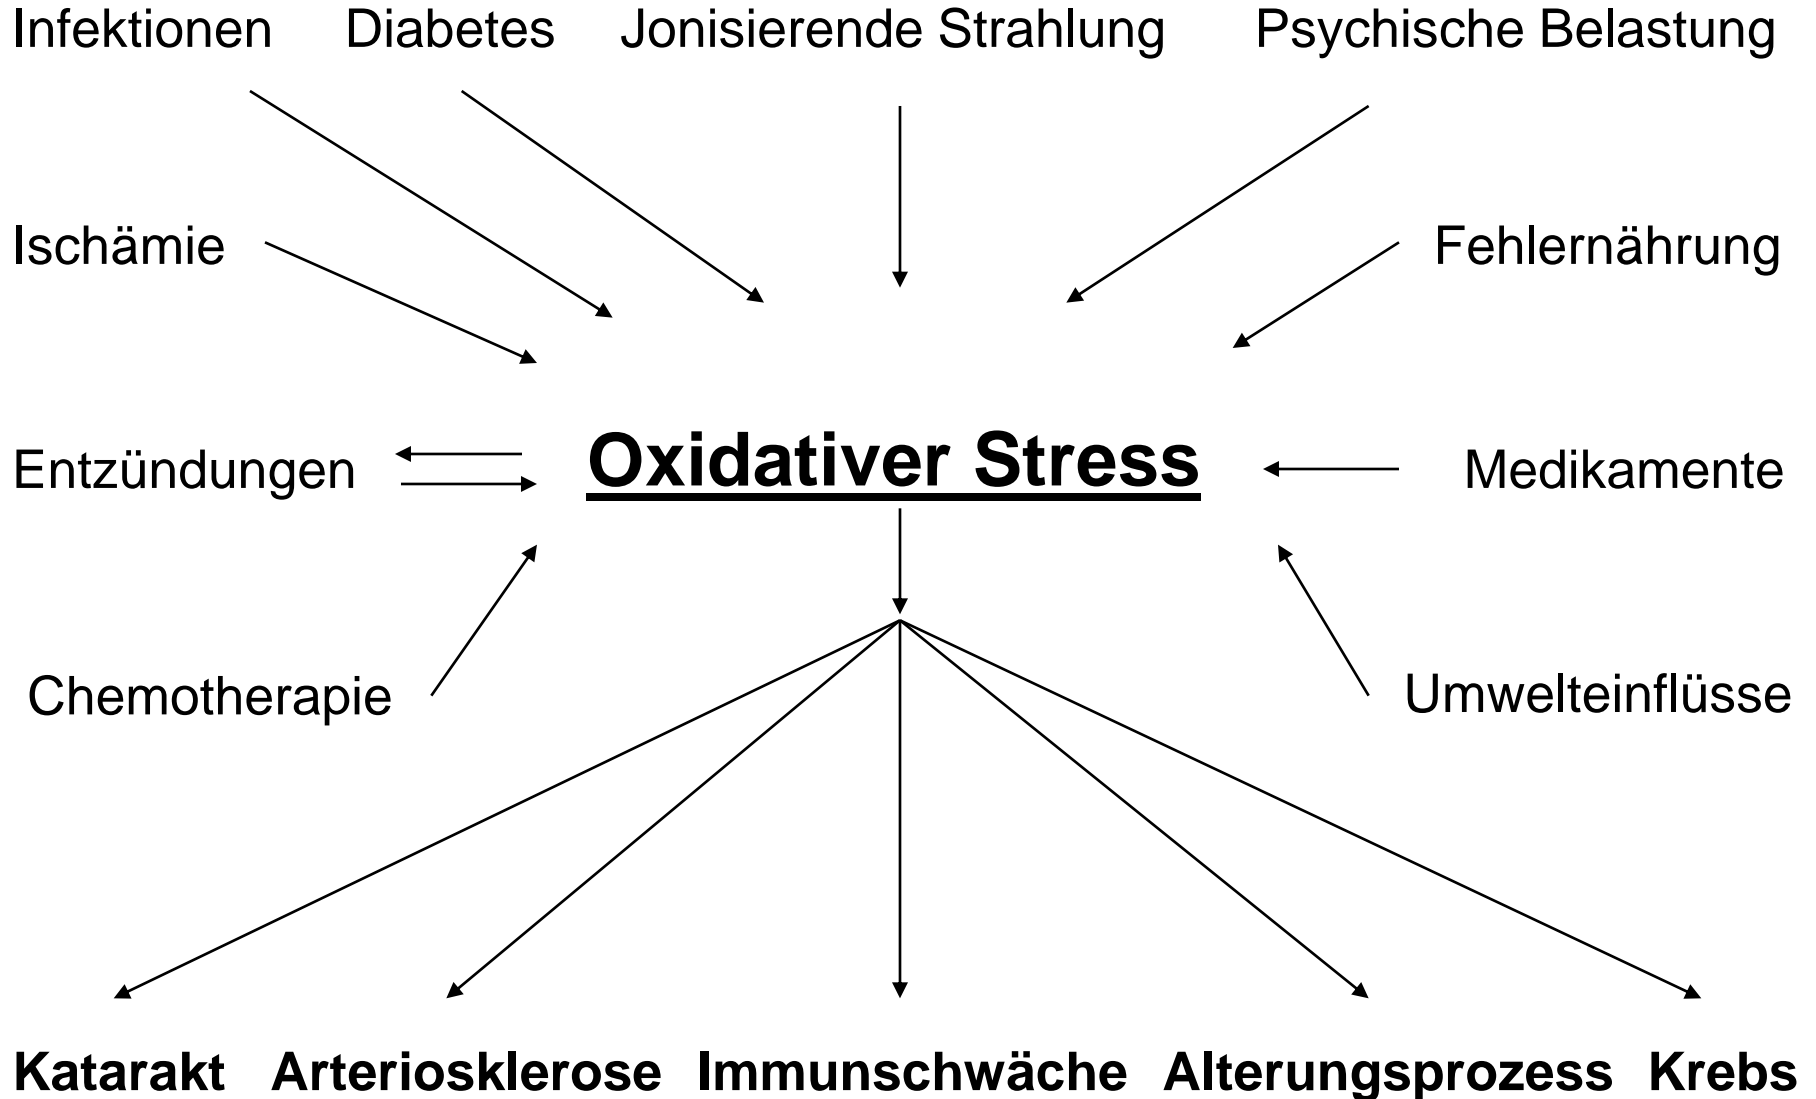 Infektionen Diabetes Jonisierende Strahlung Psychische Belastung
Ischämie Fehlernährung
Entzündungen Oxidativer Stress Medikamente
Chemotherapie Umwelteinflüsse
Katarakt Arteriosklerose Immunschwäche Alterungsprozess Krebs